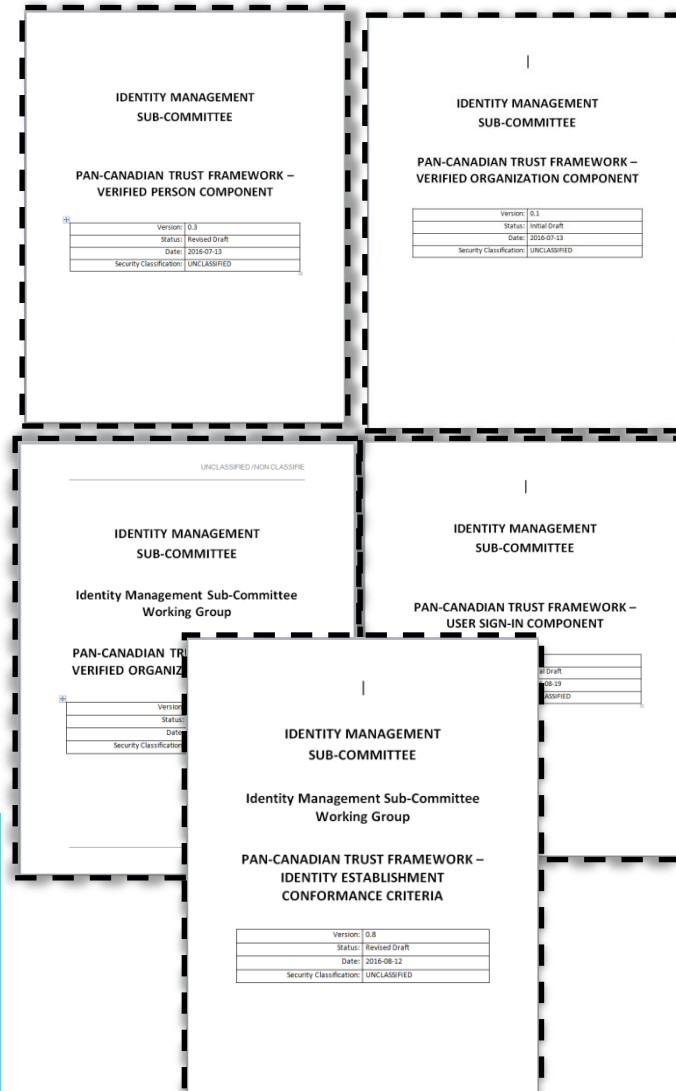 IDENTITY MANAGEMENT
SUB-COMMITTEE
PAN-CANADIAN TRUST FRAMEWORK –
VERIFIED PERSON COMPONENT
Version: 0.3
Status: Revised Draft
Date: 2016-07-13
Security Classification: UNCLASSIFIED
IDENTITY MANAGEMENT
SUB-COMMITTEE
PAN-CANADIAN TRUST FRAMEWORK –
VERIFIED ORGANIZATION COMPONENT
Version: 0.1
Status: Initial Draft
Date: 2016-07-13
Security Classification: UNCLASSIFIED
UNCLASSIFIED / NON CLASSIFIE
IDENTITY MANAGEMENT
SUB-COMMITTEE
Identity Management Sub-Committee
Working Group
PAN-CANADIAN TR
VERIFIED ORGANIZ
Version
Status:
Date
Security Classification
IDENTITY MANAGEMENT
SUB-COMMITTEE
PAN-CANADIAN TRUST FRAMEWORK –
USER SIGN-IN COMPONENT
al Draft
08-19
ASSIFIED
IDENTITY MANAGEMENT
SUB-COMMITTEE
Identity Management Sub-Committee
Working Group
PAN-CANADIAN TRUST FRAMEWORK –
IDENTITY ESTABLISHMENT
CONFORMANCE CRITERIA
Version: 0.8
Status: Revised Draft
Date: 2016-08-12
Security Classification: UNCLASSIFIED